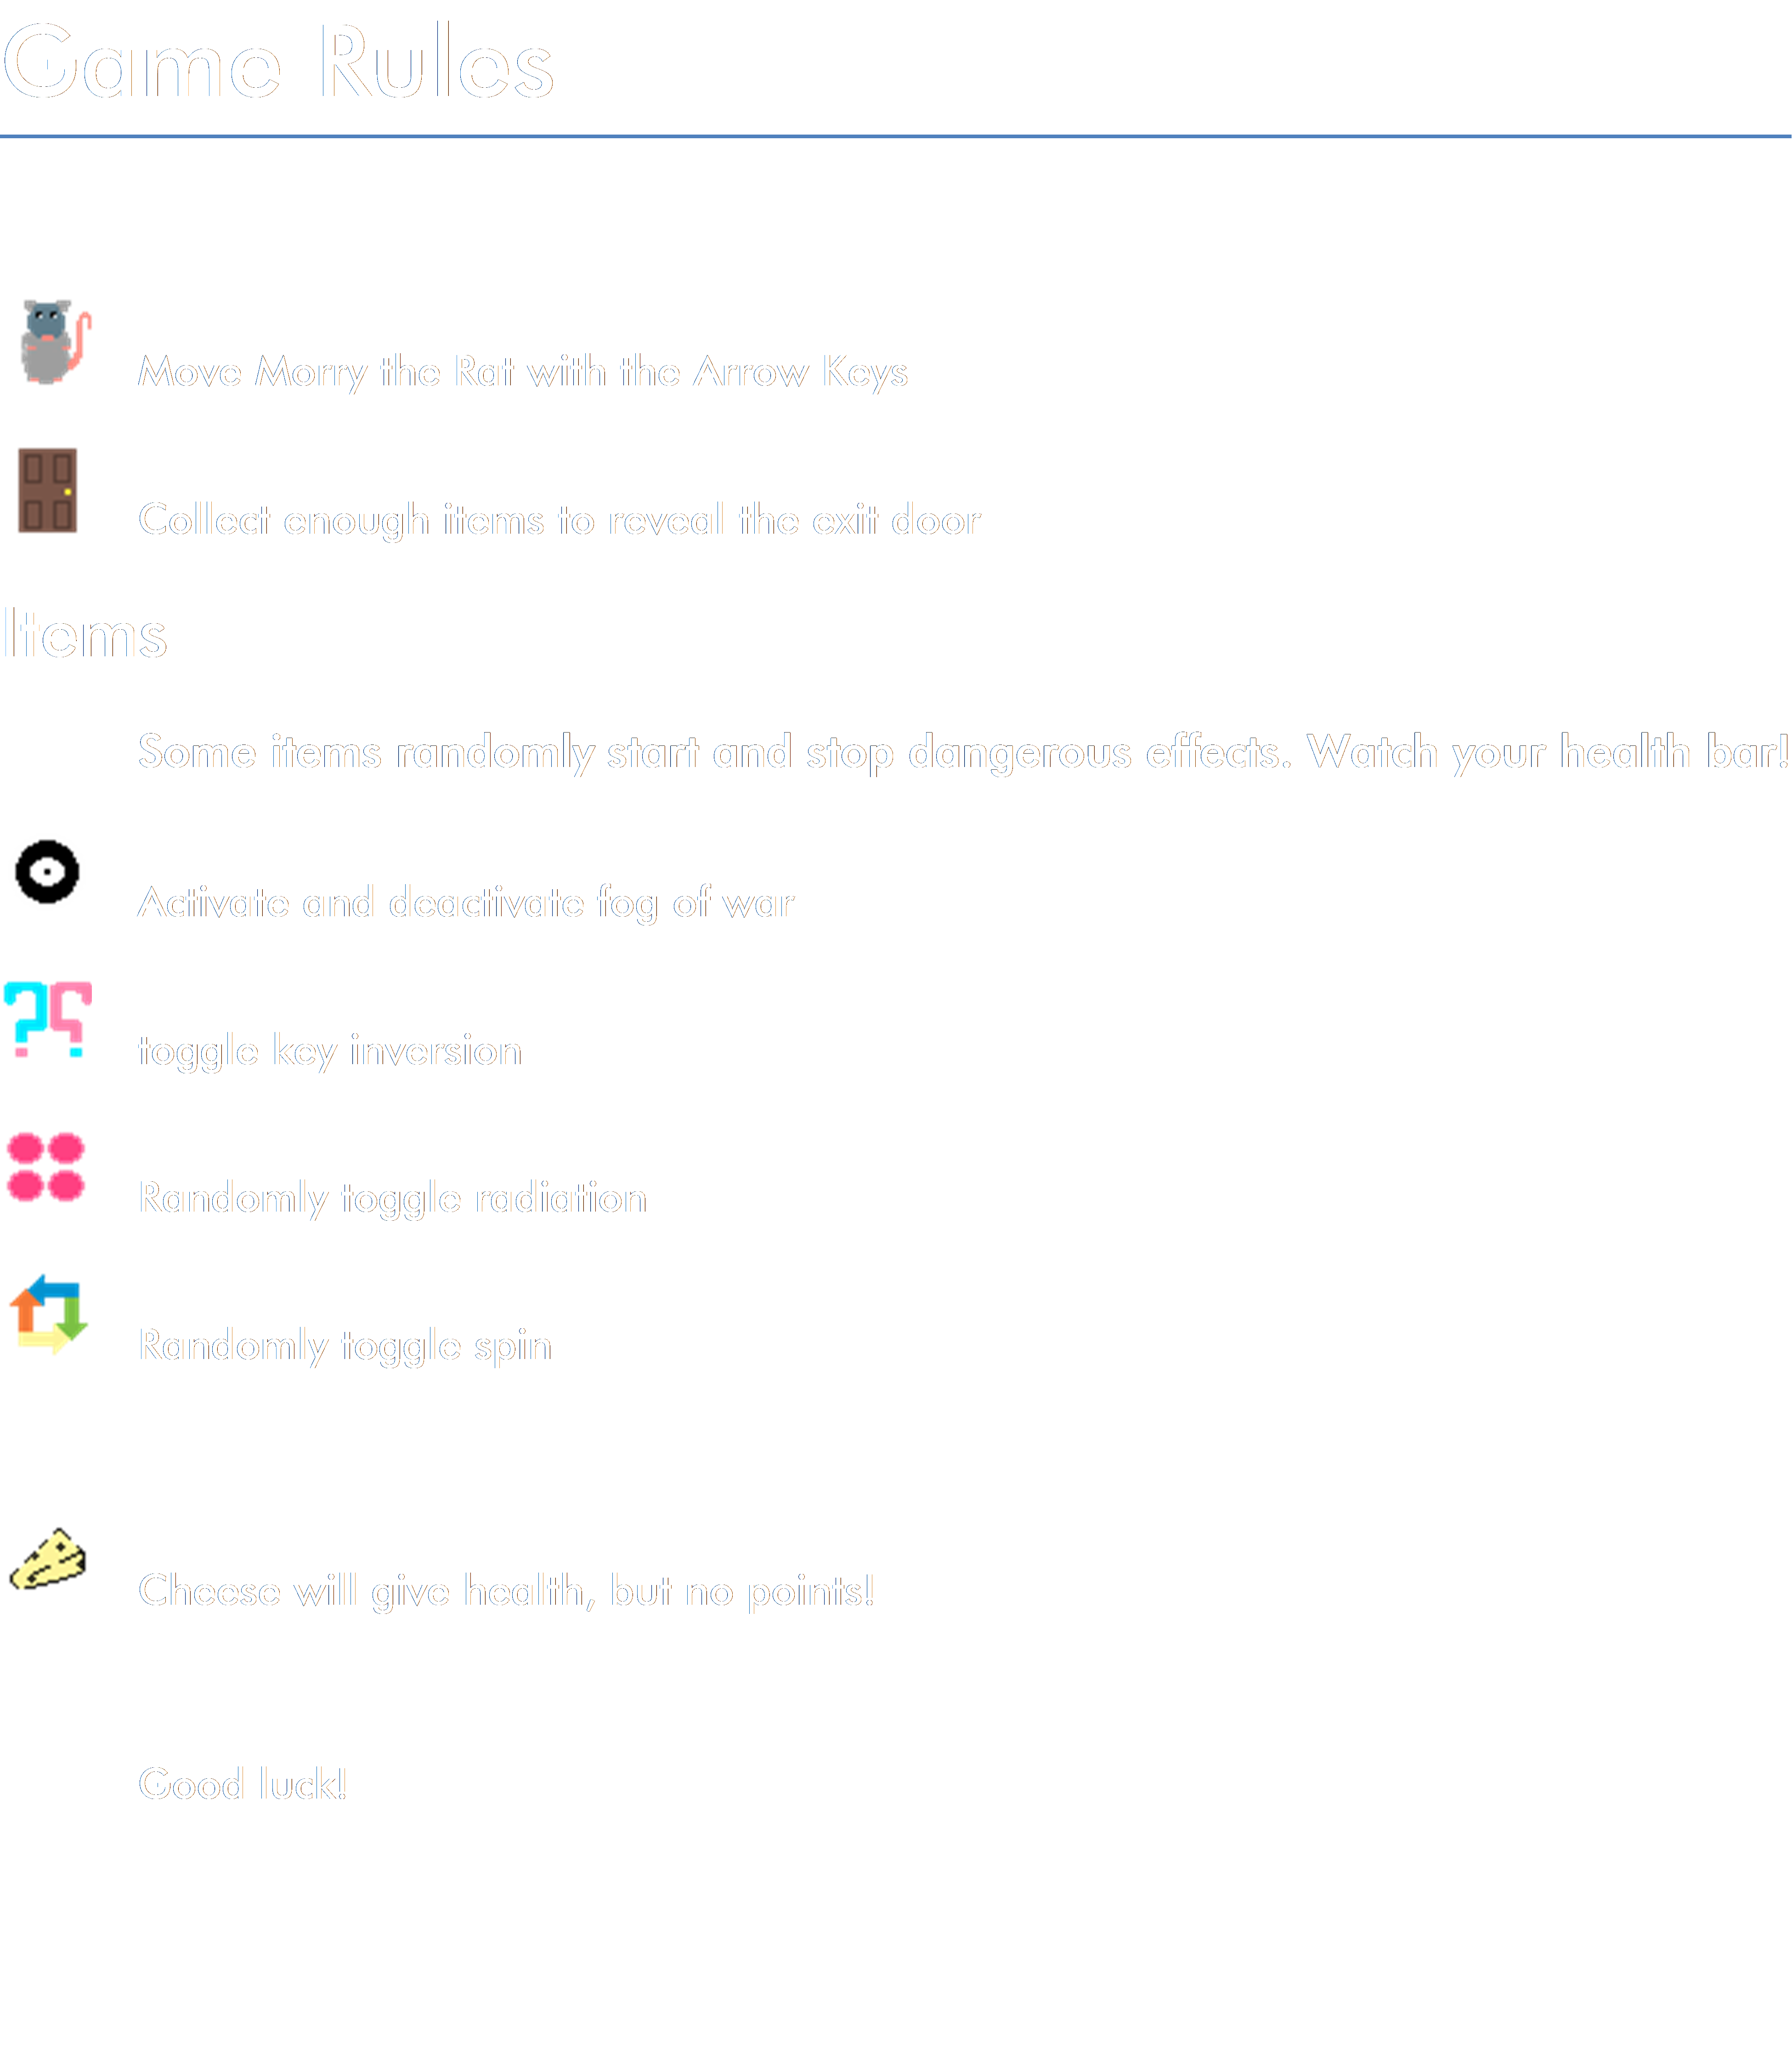 Game Rules
Move Morry the Rat with the Arrow Keys
Collect enough items to reveal the exit door
Items
Some items randomly start and stop dangerous effects. Watch your health bar!
Activate and deactivate fog of war
toggle key inversion
Randomly toggle radiation
Randomly toggle spin
Cheese will give health, but no points!
Good luck!